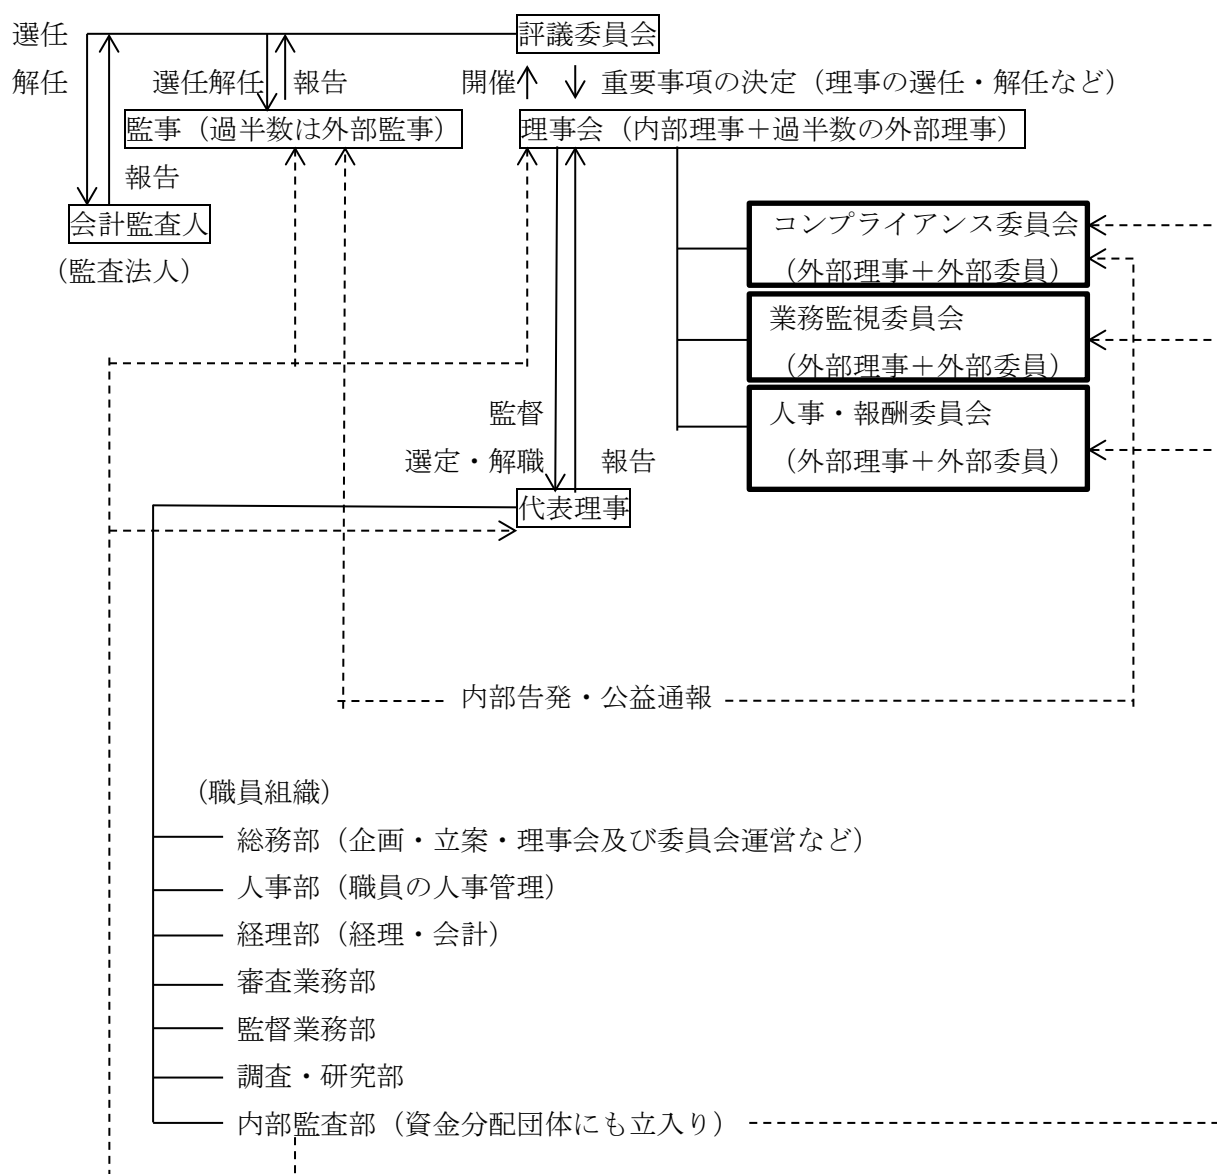 選任
評議委員会
解任
選任解任
報告
開催
重要事項の決定（理事の選任・解任など）
監事（過半数は外部監事）
理事会（内部理事＋過半数の外部理事）
報告
会計監査人
（監査法人）
コンプライアンス委員会
（外部理事＋外部委員）
業務監視委員会
（外部理事＋外部委員）
人事・報酬委員会
（外部理事＋外部委員）
監督
選定・解職
報告
代表理事
内部告発・公益通報
（職員組織）
総務部（企画・立案・理事会及び委員会運営など）
人事部（職員の人事管理）
経理部（経理・会計）
審査業務部
監督業務部
調査・研究部
内部監査部（資金分配団体にも立入り）